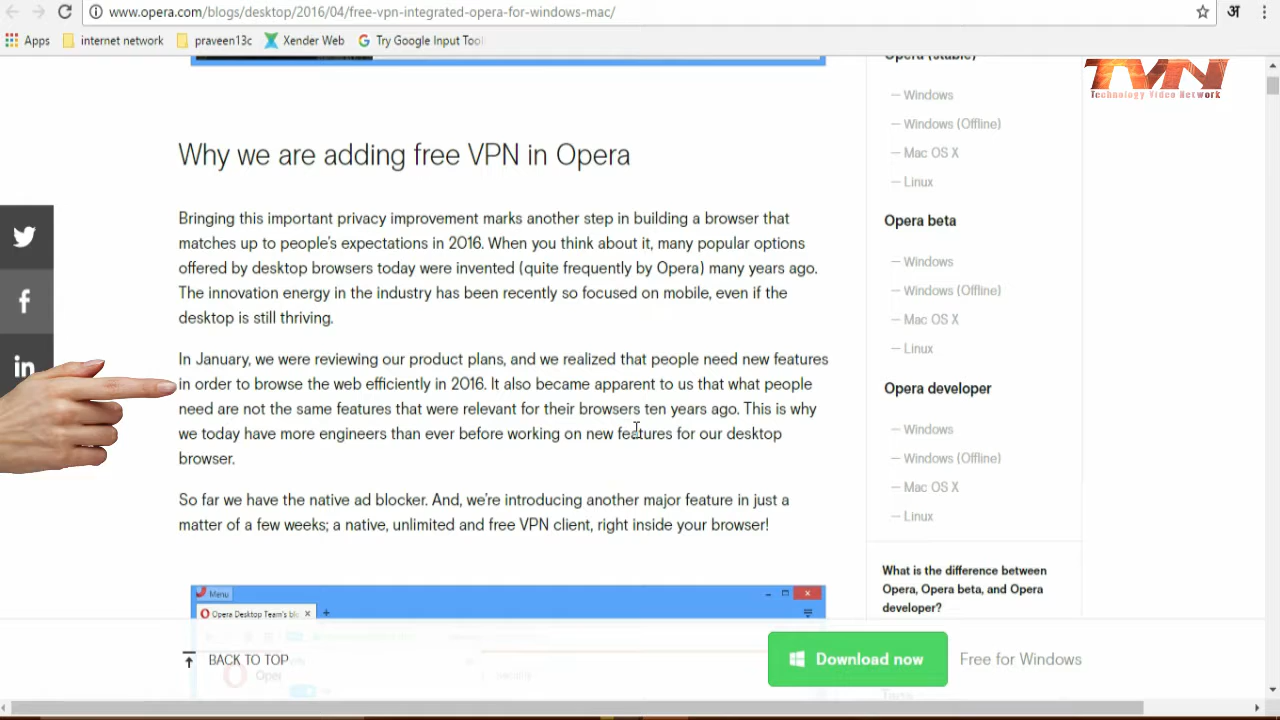 www.opera.com/blogs/desktop/2016/04/free-vpn-integrated-opera-for-windows-mac/
अ
Apps internet network praveen13c Xender Web Try Google Input Tool
TVN
Technology Video Network
Opera (stable)
— Windows
— Windows (Offline)
— Mac OS X
— Linux
Opera beta
— Windows
— Windows (Offline)
— Mac OS X
— Linux
Opera developer
— Windows
— Windows (Offline)
— Mac OS X
— Linux
What is the difference between
Opera, Opera beta, and Opera
developer?
Why we are adding free VPN in Opera
Bringing this important privacy improvement marks another step in building a browser that
matches up to people's expectations in 2016. When you think about it, many popular options
offered by desktop browsers today were invented (quite frequently by Opera) many years ago.
The innovation energy in the industry has been recently so focused on mobile, even if the
desktop is still thriving.
In January, we were reviewing our product plans, and we realized that people need new features
in order to browse the web efficiently in 2016. It also became apparent to us that what people
need are not the same features that were relevant for their browsers ten years ago. This is why
we today have more engineers than ever before working on new features for our desktop
browser.
So far we have the native ad blocker. And, we're introducing another major feature in just a
matter of a few weeks; a native, unlimited and free VPN client, right inside your browser!
Menu
Opera Desktop Team's blo
BACK TO TOP
Download now
Free for Windows